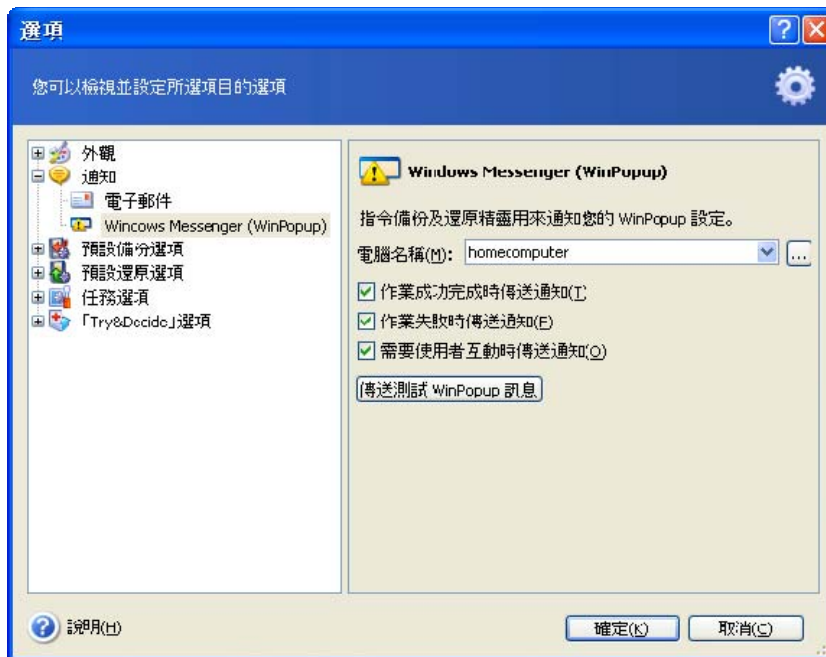 選項
您可以檢視並設定所選項目的選項
外觀
通知
電子郵件
Windows Messenger (WinPopup)
預設備份選項
預設還原選項
任務選項
「Try&Decide」選項
Windows Messenger (WinPopup)
指令備份及還原精靈用來通知您的 WinPopup 設定。
電腦名稱(M): homecomputer ...
作業成功完成時傳送通知(T)
作業失敗時傳送通知(F)
需要使用者互動時傳送通知(O)
傳送測試 WinPopup 訊息
說明(H)
確定(K) 取消(C)